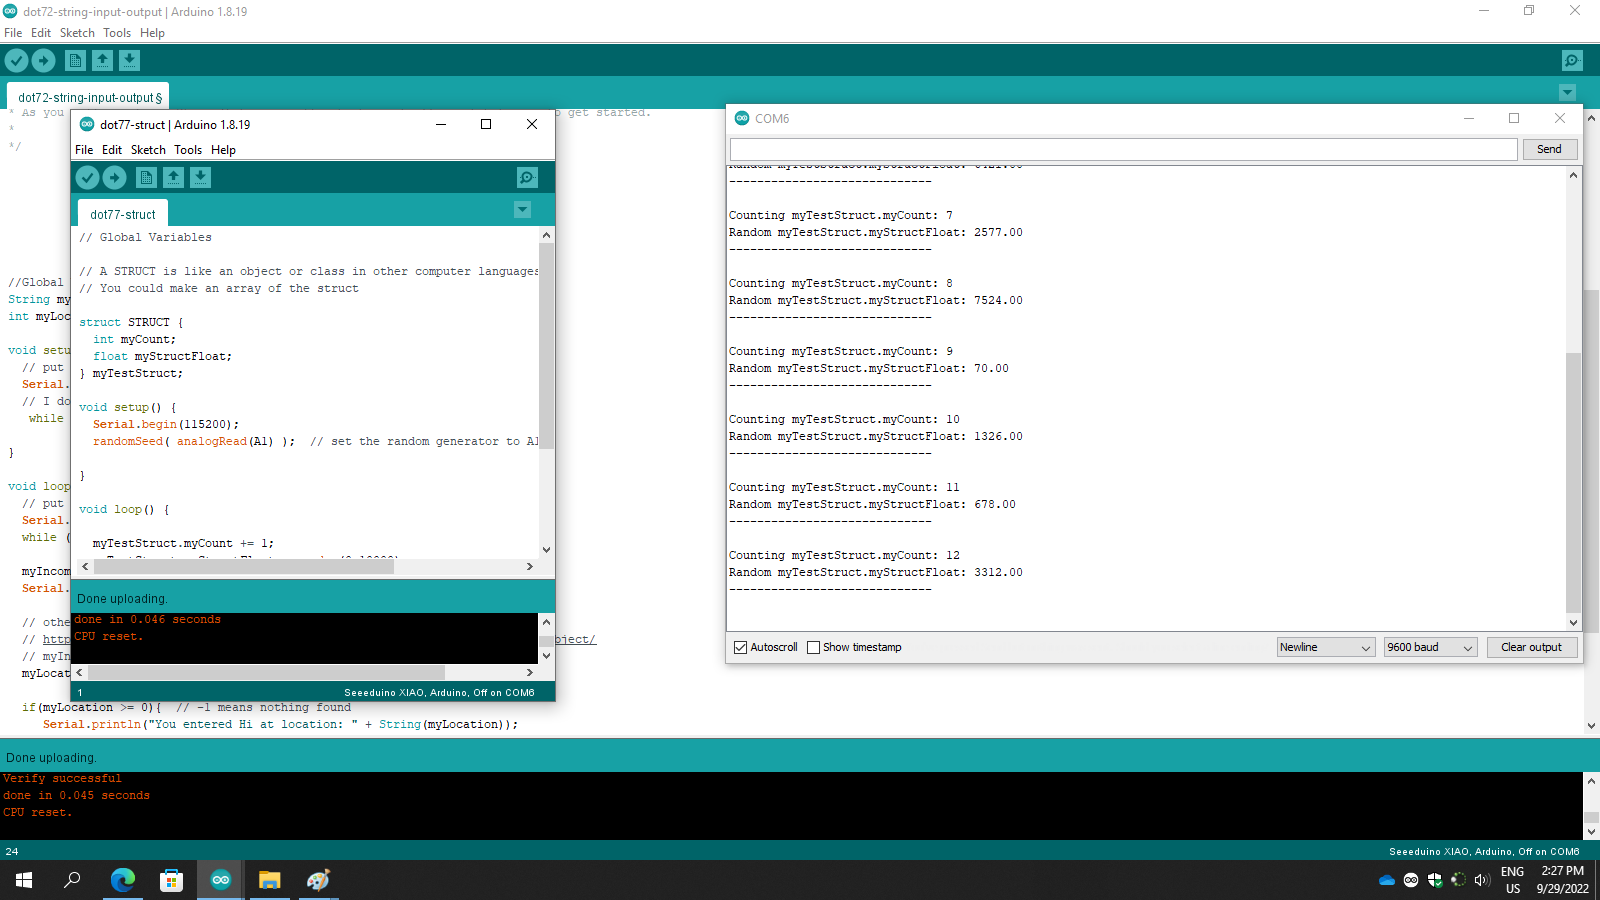 dot72-string-input-output | Arduino 1.8.19
File Edit Sketch Tools Help
dot72-string-input-output §
* As you
o get started.
*
*/
//Global
String my
int myLoc
void setu
// put
Serial.
// I do
while
}
void loop
// put
Serial.
while (
myIncom
Serial.
// othe
// http
bject/
// myIn
myLocat
if(myLocation >= 0){  // -1 means nothing found
Serial.println("You entered Hi at location: " + String(myLocation));
dot77-struct | Arduino 1.8.19
File Edit Sketch Tools Help
dot77-struct
// Global Variables
// A STRUCT is like an object or class in other computer languages
// You could make an array of the struct
struct STRUCT {
int myCount;
float myStructFloat;
} myTestStruct;
void setup() {
Serial.begin(115200);
randomSeed( analogRead(A1) );  // set the random generator to A1
}
void loop() {
myTestStruct.myCount += 1;
Done uploading.
done in 0.046 seconds
CPU reset.
1
Seeeduino XIAO, Arduino, Off on COM6
COM6
Send
----------------------------- 
Counting myTestStruct.myCount: 7
Random myTestStruct.myStructFloat: 2577.00
-----------------------------
Counting myTestStruct.myCount: 8
Random myTestStruct.myStructFloat: 7524.00
-----------------------------
Counting myTestStruct.myCount: 9
Random myTestStruct.myStructFloat: 70.00
-----------------------------
Counting myTestStruct.myCount: 10
Random myTestStruct.myStructFloat: 1326.00
-----------------------------
Counting myTestStruct.myCount: 11
Random myTestStruct.myStructFloat: 678.00
-----------------------------
Counting myTestStruct.myCount: 12
Random myTestStruct.myStructFloat: 3312.00
-----------------------------
Autoscroll Show timestamp Newline 9600 baud Clear output
Done uploading.
Verify successful
done in 0.045 seconds
CPU reset.
24
Seeeduino XIAO, Arduino, Off on COM6
ENG 2:27 PM
US 9/29/2022